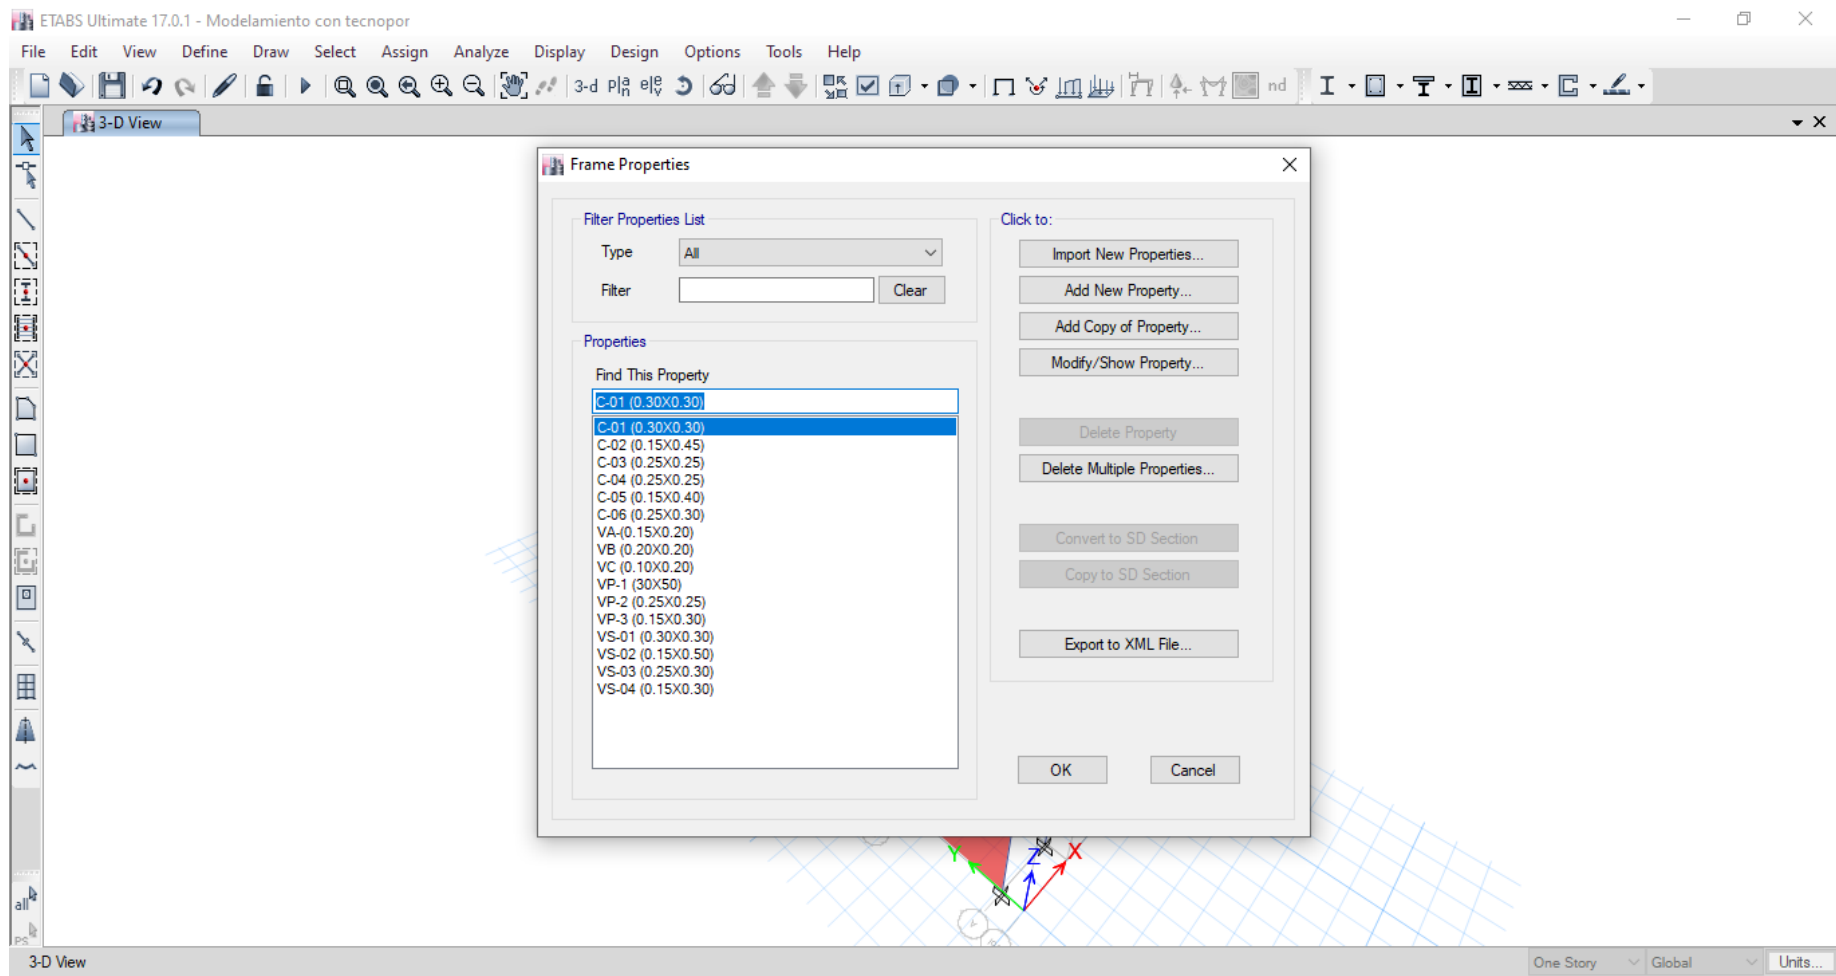 ETABS Ultimate 17.0.1 - Modelamiento con tecnopor
File Edit View Define Draw Select Assign Analyze Display Design Options Tools Help
3-d plå elę nd
3-D View
Frame Properties
Filter Properties List
Type All
Filter Clear
Properties
Find This Property
C-01 (0.30X0.30)
C-01 (0.30X0.30)
C-02 (0.15X0.45)
C-03 (0.25X0.25)
C-04 (0.25X0.25)
C-05 (0.15X0.40)
C-06 (0.25X0.30)
VA-(0.15X0.20)
VB (0.20X0.20)
VC (0.10X0.20)
VP-1 (30X50)
VP-2 (0.25X0.25)
VP-3 (0.15X0.30)
VS-01 (0.30X0.30)
VS-02 (0.15X0.50)
VS-03 (0.25X0.30)
VS-04 (0.15X0.30)
Click to:
Import New Properties...
Add New Property...
Add Copy of Property...
Modify/Show Property...
Delete Property
Delete Multiple Properties...
Convert to SD Section
Copy to SD Section
Export to XML File...
OK Cancel
Y Z X
all
PS
3-D View
One Story Global Units...